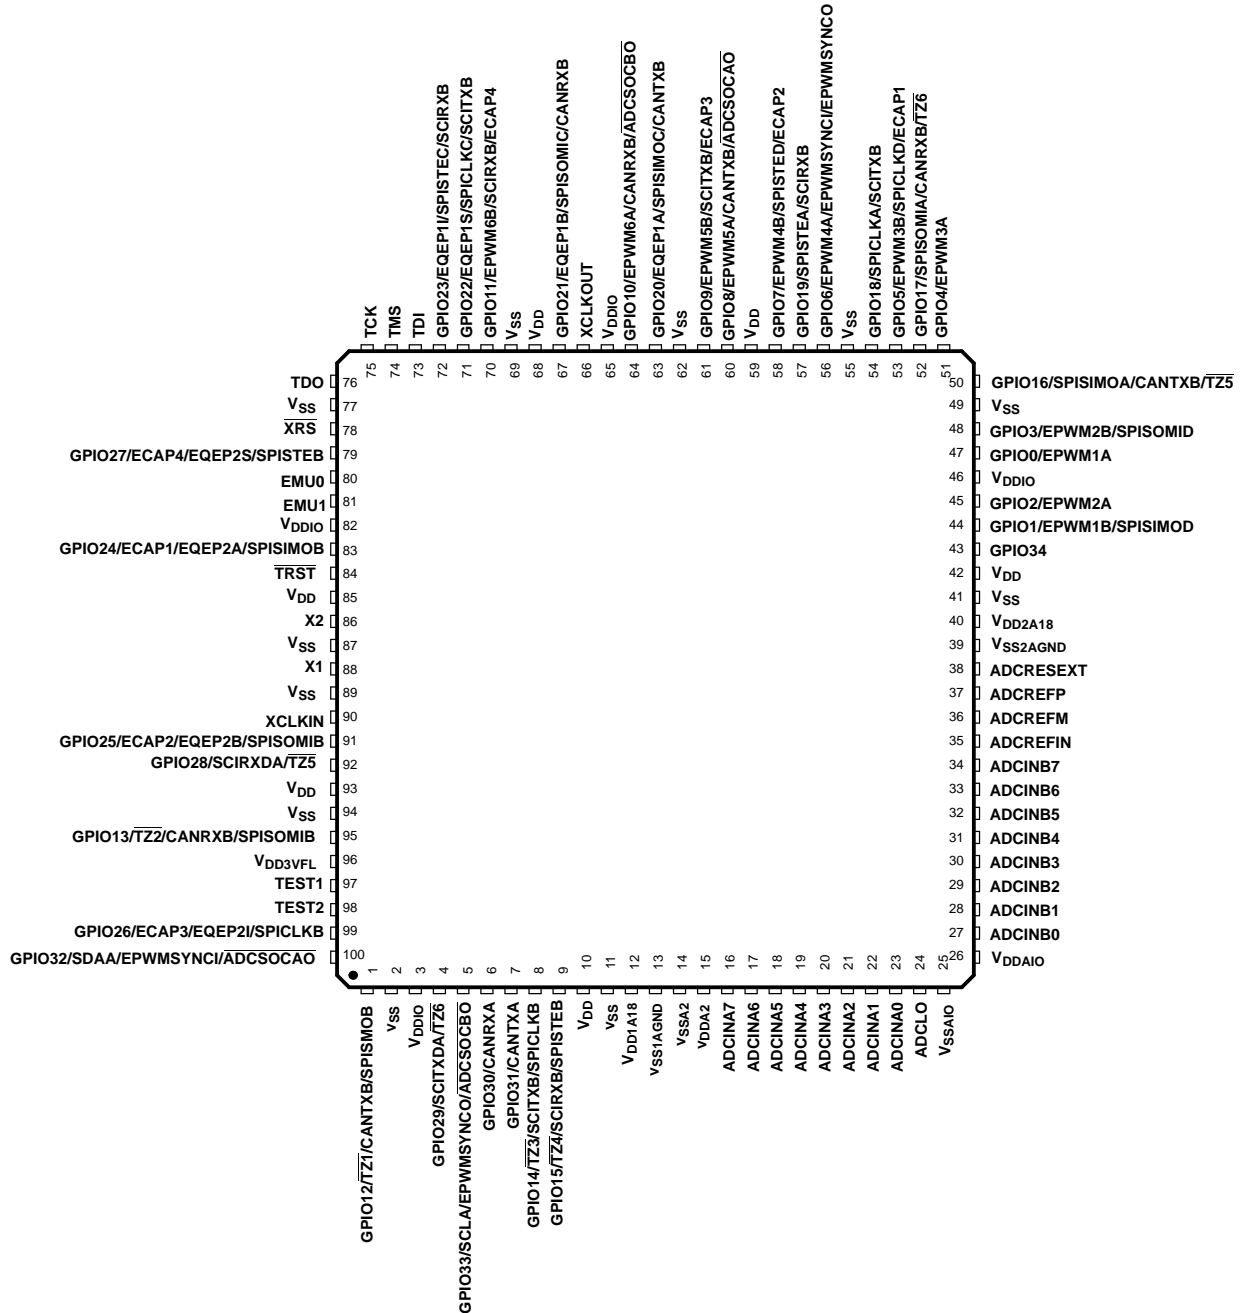 TCK
TMS
TDI
GPIO23/EQEP1I/SPISTEC/SCIRXB
GPIO22/EQEP1S/SPICLKC/SCITXB
GPIO11/EPWM6B/SCIRXB/ECAP4
VSS
VDD
GPIO21/EQEP1B/SPISOMIC/CANRXB
XCLKOUT
VDDIO
GPIO10/EPWM6A/CANRXB/ADCSOCBO
GPIO20/EQEP1A/SPISIMOC/CANTXB
VSS
GPIO9/EPWM5B/SCITXB/ECAP3
GPIO8/EPWM5A/CANTXB/ADCSOCAO
VDD
GPIO7/EPWM4B/SPISTED/ECAP2
GPIO19/SPISTEA/SCIRXB
GPIO6/EPWM4A/EPWMSYNCI/EPWMSYNCO
VSS
GPIO18/SPICLKA/SCITXB
GPIO5/EPWM3B/SPICLKD/ECAP1
GPIO17/SPISOMIA/CANRXB/TZ6
GPIO4/EPWM3A
75
74
73
72
71
70
69
68
67
66
65
64
63
62
61
60
59
58
57
56
55
54
53
52
51
TDO 76
VSS 77
XRS 78
GPIO27/ECAP4/EQEP2S/SPISTEB 79
EMU0 80
EMU1 81
VDDIO 82
GPIO24/ECAP1/EQEP2A/SPISIMOB 83
TRST 84
VDD 85
X2 86
VSS 87
X1 88
VSS 89
XCLKIN 90
GPIO25/ECAP2/EQEP2B/SPISOMIB 91
GPIO28/SCIRXDA/TZ5 92
VDD 93
VSS 94
GPIO13/TZ2/CANRXB/SPISOMIB 95
VDD3VFL 96
TEST1 97
TEST2 98
GPIO26/ECAP3/EQEP2I/SPICLKB 99
GPIO32/SDAA/EPWMSYNCI/ADCSOCAO 100
50 GPIO16/SPISIMOA/CANTXB/TZ5
49 VSS
48 GPIO3/EPWM2B/SPISOMID
47 GPIO0/EPWM1A
46 VDDIO
45 GPIO2/EPWM2A
44 GPIO1/EPWM1B/SPISIMOD
43 GPIO34
42 VDD
41 VSS
40 VDD2A18
39 VSS2AGND
38 ADCRESEXT
37 ADCREFP
36 ADCREFM
35 ADCREFIN
34 ADCINB7
33 ADCINB6
32 ADCINB5
31 ADCINB4
30 ADCINB3
29 ADCINB2
28 ADCINB1
27 ADCINB0
26 VDDAIO
1
2
3
4
5
6
7
8
9
10
11
12
13
14
15
16
17
18
19
20
21
22
23
24
25
GPIO12/TZ1/CANTXB/SPISMOB
VSS
VDDIO
GPIO29/SCITXDA/TZ6
GPIO33/SCLA/EPWMSYNCO/ADCSOCBO
GPIO30/CANRXA
GPIO31/CANTXA
GPIO14/TZ3/SCITXB/SPICLKB
GPIO15/TZ4/SCIRXB/SPISTEB
VDD
VSS
VDD1A18
VSS1AGND
VSSA2
VDDA2
ADCINA7
ADCINA6
ADCINA5
ADCINA4
ADCINA3
ADCINA2
ADCINA1
ADCINA0
ADCLO
VSSAIO